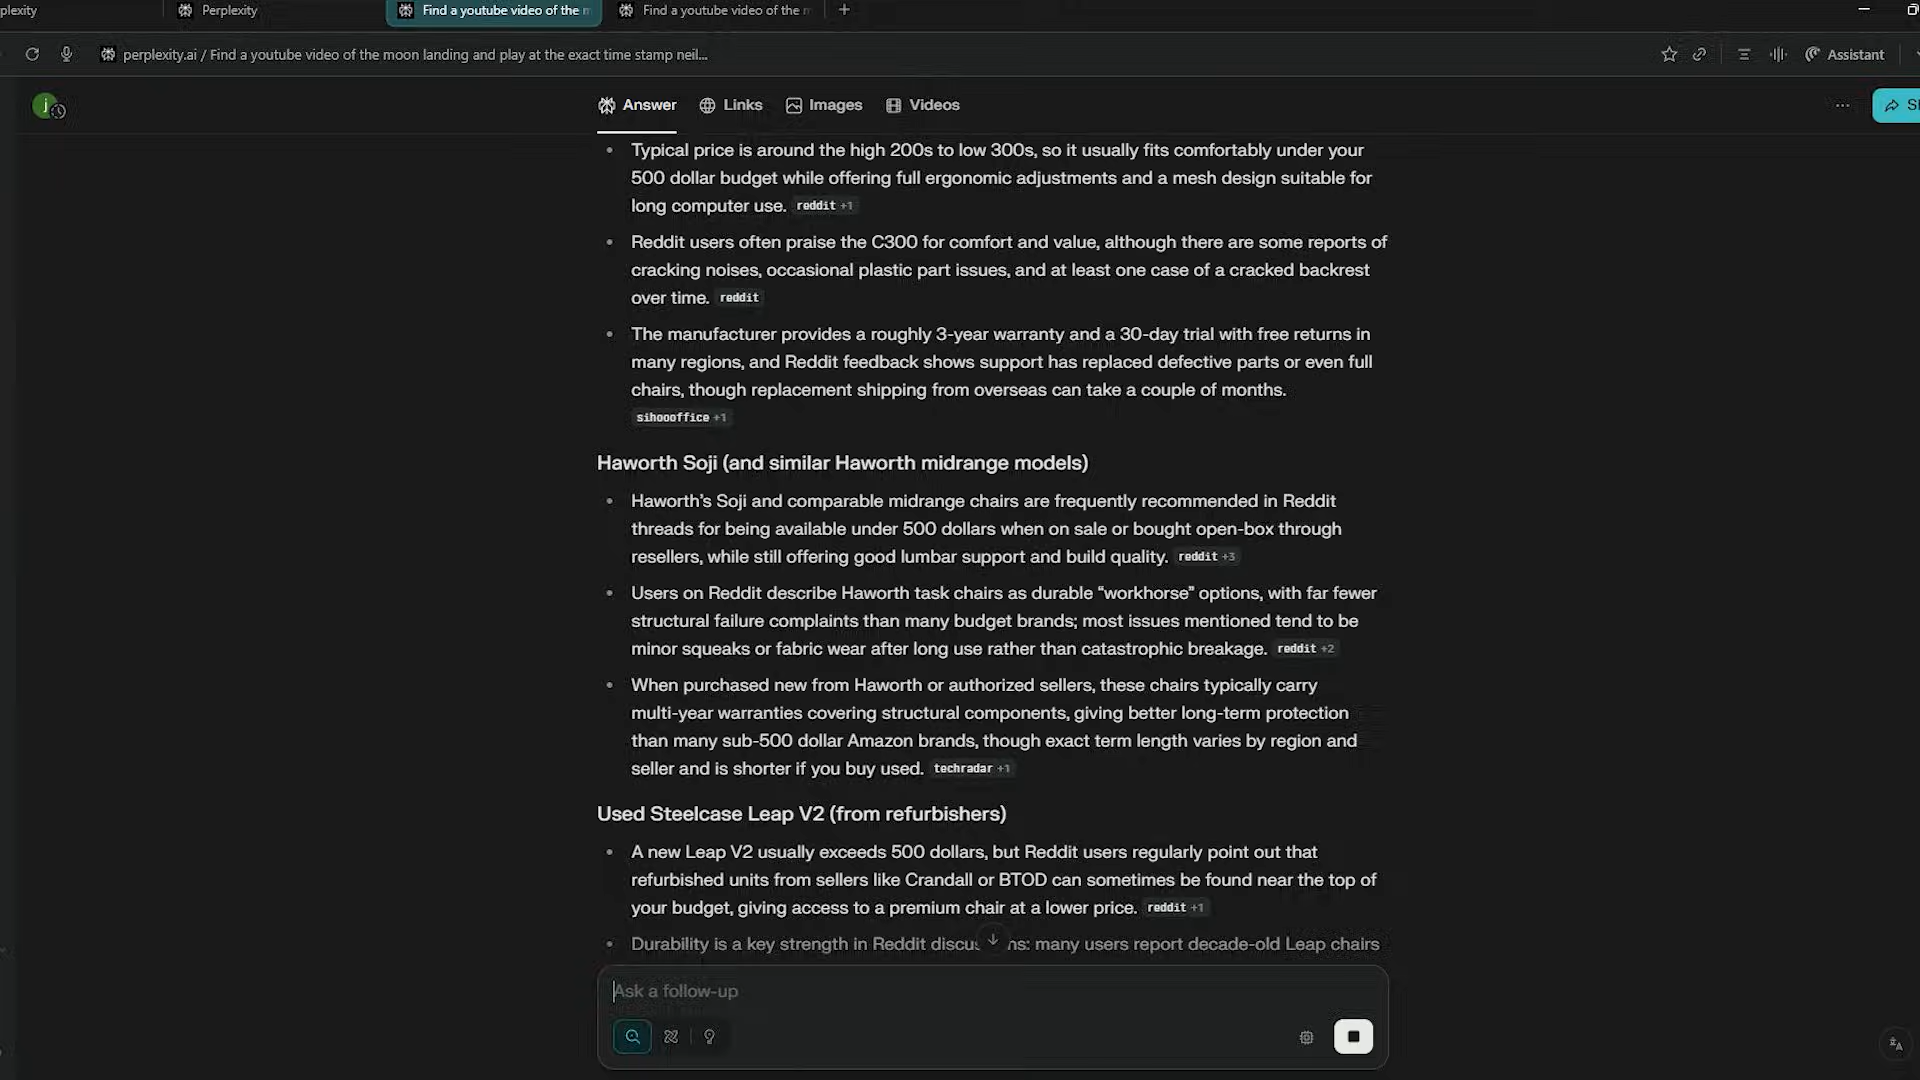 plexity
Perplexity
Find a youtube video of the m
Find a youtube video of the m
perplexity.ai / Find a youtube video of the moon landing and play at the exact time stamp neil...
Assistant
j
Answer
Links
Images
Videos
Typical price is around the high 200s to low 300s, so it usually fits comfortably under your
500 dollar budget while offering full ergonomic adjustments and a mesh design suitable for
long computer use. reddit +1
Reddit users often praise the C300 for comfort and value, although there are some reports of
cracking noises, occasional plastic part issues, and at least one case of a cracked backrest
over time. reddit
The manufacturer provides a roughly 3-year warranty and a 30-day trial with free returns in
many regions, and Reddit feedback shows support has replaced defective parts or even full
chairs, though replacement shipping from overseas can take a couple of months.
sihoooffice +1
Haworth Soji (and similar Haworth midrange models)
Haworth's Soji and comparable midrange chairs are frequently recommended in Reddit
threads for being available under 500 dollars when on sale or bought open-box through
resellers, while still offering good lumbar support and build quality. reddit +3
Users on Reddit describe Haworth task chairs as durable “workhorse” options, with far fewer
structural failure complaints than many budget brands; most issues mentioned tend to be
minor squeaks or fabric wear after long use rather than catastrophic breakage. reddit +2
When purchased new from Haworth or authorized sellers, these chairs typically carry
multi-year warranties covering structural components, giving better long-term protection
than many sub-500 dollar Amazon brands, though exact term length varies by region and
seller and is shorter if you buy used. techradar +1
Used Steelcase Leap V2 (from refurbishers)
A new Leap V2 usually exceeds 500 dollars, but Reddit users regularly point out that
refurbished units from sellers like Crandall or BTOD can sometimes be found near the top of
your budget, giving access to a premium chair at a lower price. reddit +1
Durability is a key strength in Reddit discus ns: many users report decade-old Leap chairs
Ask a follow-up